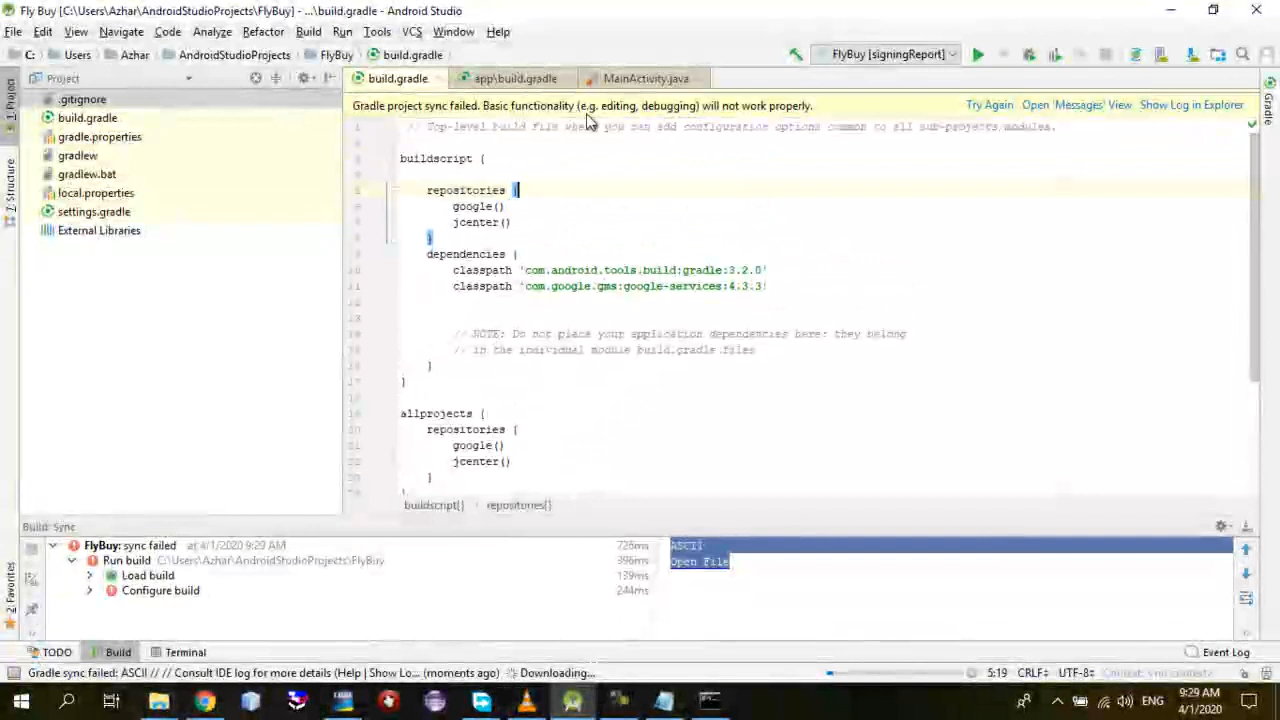 Fly Buy [C:\Users\Azhar\AndroidStudioProjects\FlyBuy] - ...\build.gradle - Android Studio
File Edit View Navigate Code Analyze Refactor Build Run Tools VCS Window Help
C: Users Azhar AndroidStudioProjects FlyBuy build.gradle FlyBuy [signingReport]
1: Project
Project
build.gradle app\build.gradle MainActivity.java
Gradle
.gitignore
Gradle project sync failed. Basic functionality (e.g. editing, debugging) will not work properly. Try Again Open 'Messages' View Show Log in Explorer
build.gradle
// Top-level build file where you can add configuration options common to all sub-projects/modules.
gradle.properties
gradlew
buildscript {
gradlew.bat
local.properties
repositories {
settings.gradle
google()
External Libraries
jcenter()
}
dependencies {
classpath 'com.android.tools.build:gradle:3.2.0'
classpath 'com.google.gms:google-services:4.3.3'
// NOTE: Do not place your application dependencies here; they belong
// in the individual module build.gradle files
}
}
allprojects {
repositories {
google()
jcenter()
}
buildscript{} repositories{}
7: Structure
2: Favorites
Build: Sync
FlyBuy: sync failed at 4/1/2020 9:29 AM 726ms
Run build C:\Users\Azhar\AndroidStudioProjects\FlyBuy 396ms
Load build 139ms
Configure build 244ms
ASCII
Open File
TODO Build Terminal Event Log
Gradle sync failed: ASCII // // Consult IDE log for more details (Help | Show Lo... (moments ago) Downloading... 5:19 CRLF UTF-8
ENG 9:29 AM
4/1/2020